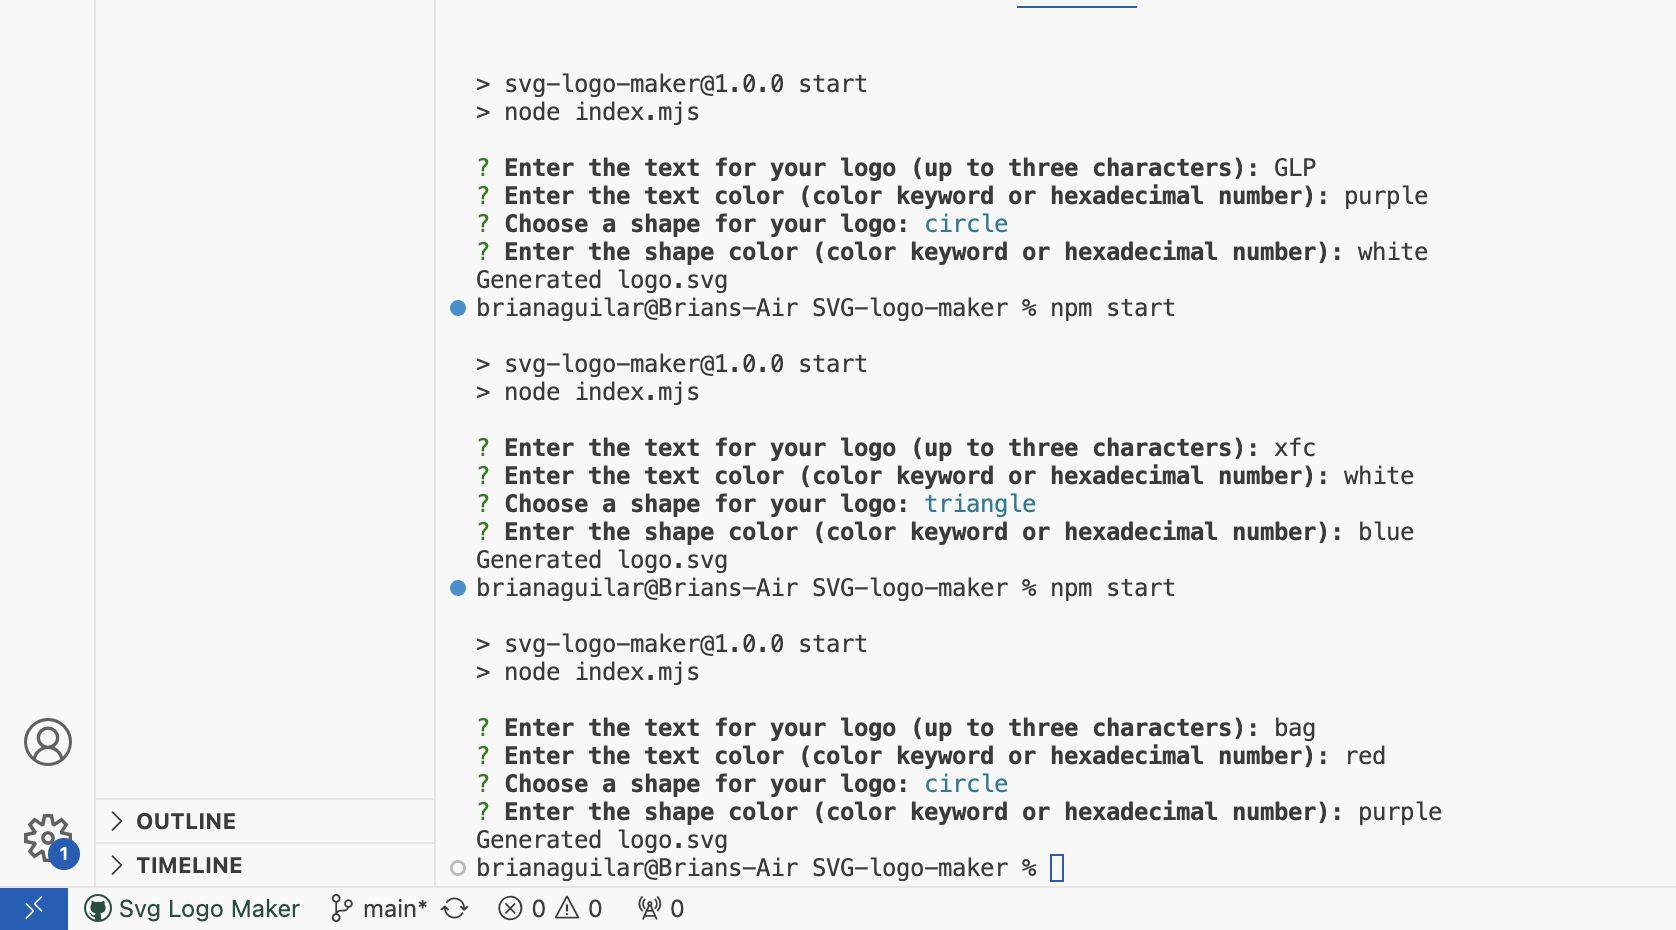 > svg-logo-maker@1.0.0 start
> node index.mjs
? Enter the text for your logo (up to three characters): GLP
? Enter the text color (color keyword or hexadecimal number): purple
? Choose a shape for your logo: circle
? Enter the shape color (color keyword or hexadecimal number): white
Generated logo.svg
brianaguilar@Brians-Air SVG-logo-maker % npm start
> svg-logo-maker@1.0.0 start
> node index.mjs
? Enter the text for your logo (up to three characters): xfc
? Enter the text color (color keyword or hexadecimal number): white
? Choose a shape for your logo: triangle
? Enter the shape color (color keyword or hexadecimal number): blue
Generated logo.svg
brianaguilar@Brians-Air SVG-logo-maker % npm start
> svg-logo-maker@1.0.0 start
> node index.mjs
? Enter the text for your logo (up to three characters): bag
? Enter the text color (color keyword or hexadecimal number): red
? Choose a shape for your logo: circle
? Enter the shape color (color keyword or hexadecimal number): purple
Generated logo.svg
brianaguilar@Brians-Air SVG-logo-maker %
OUTLINE
TIMELINE
1
Svg Logo Maker main* 0 0 0